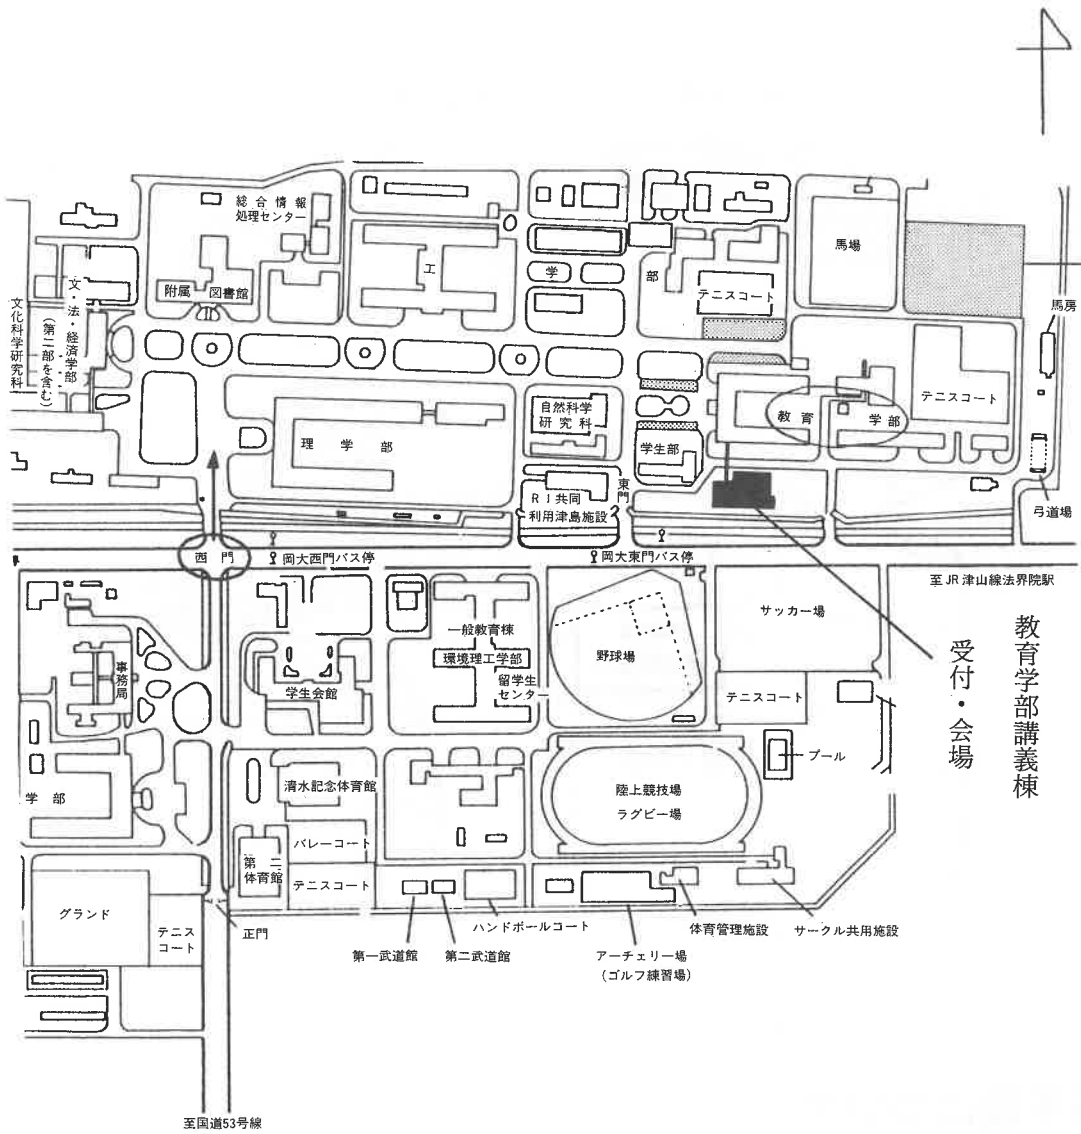 総合情報
処理センター
附属 図書館
文・法・経済学部
(第二部を含む)
文化科学研究科
工
学
部
テニスコート
馬場
馬房
テニスコート
教育 学部
自然科学
研究科
理学部
学生部
東門
RI共同
利用津島施設
弓道場
西門
岡大西門バス停
岡大東門バス停
至JR津山線法界院駅
教育学部講義棟
受付・会場
サッカー場
野球場
一般教育棟
環境理工学部
留学生
センター
学生会館
事務局
テニスコート
プール
陸上競技場
ラグビー場
清水記念体育館
バレーコート
第二
体育館
テニスコート
学部
グランド
テニス
コート
正門
第一武道館
第二武道館
ハンドボールコート
アーチェリー場
(ゴルフ練習場)
体育管理施設
サークル共用施設
至国道53号線